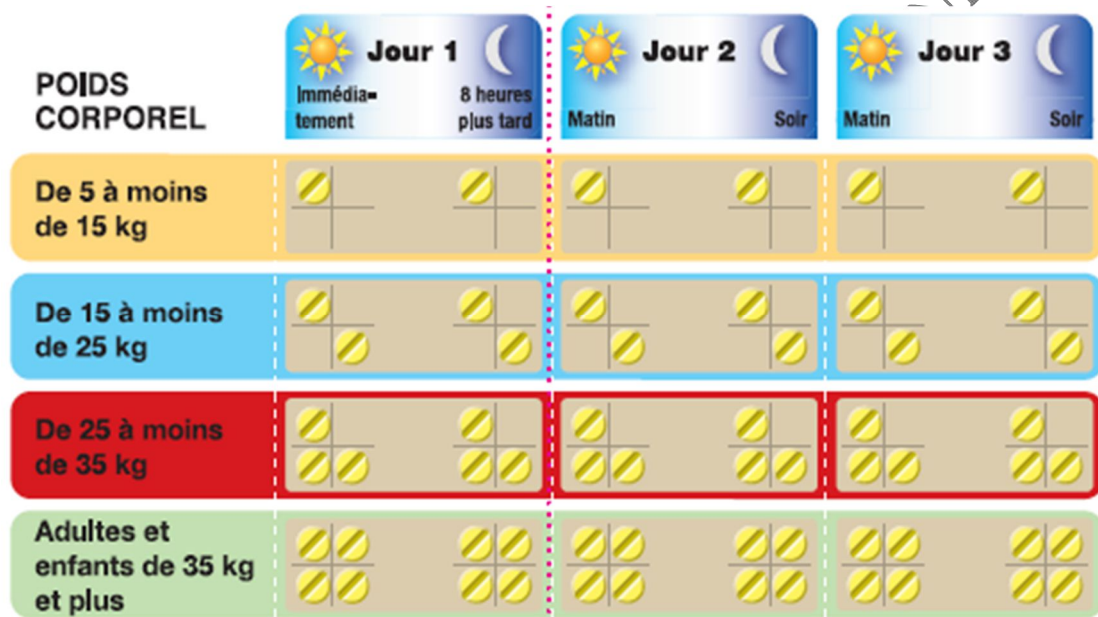 Jour 1
Jour 2
Jour 3
POIDS
CORPOREL
Immédia-
tement
8 heures
plus tard
Matin
Soir
Matin
Soir
De 5 à moins
de 15 kg
De 15 à moins
de 25 kg
De 25 à moins
de 35 kg
Adultes et
enfants de 35 kg
et plus